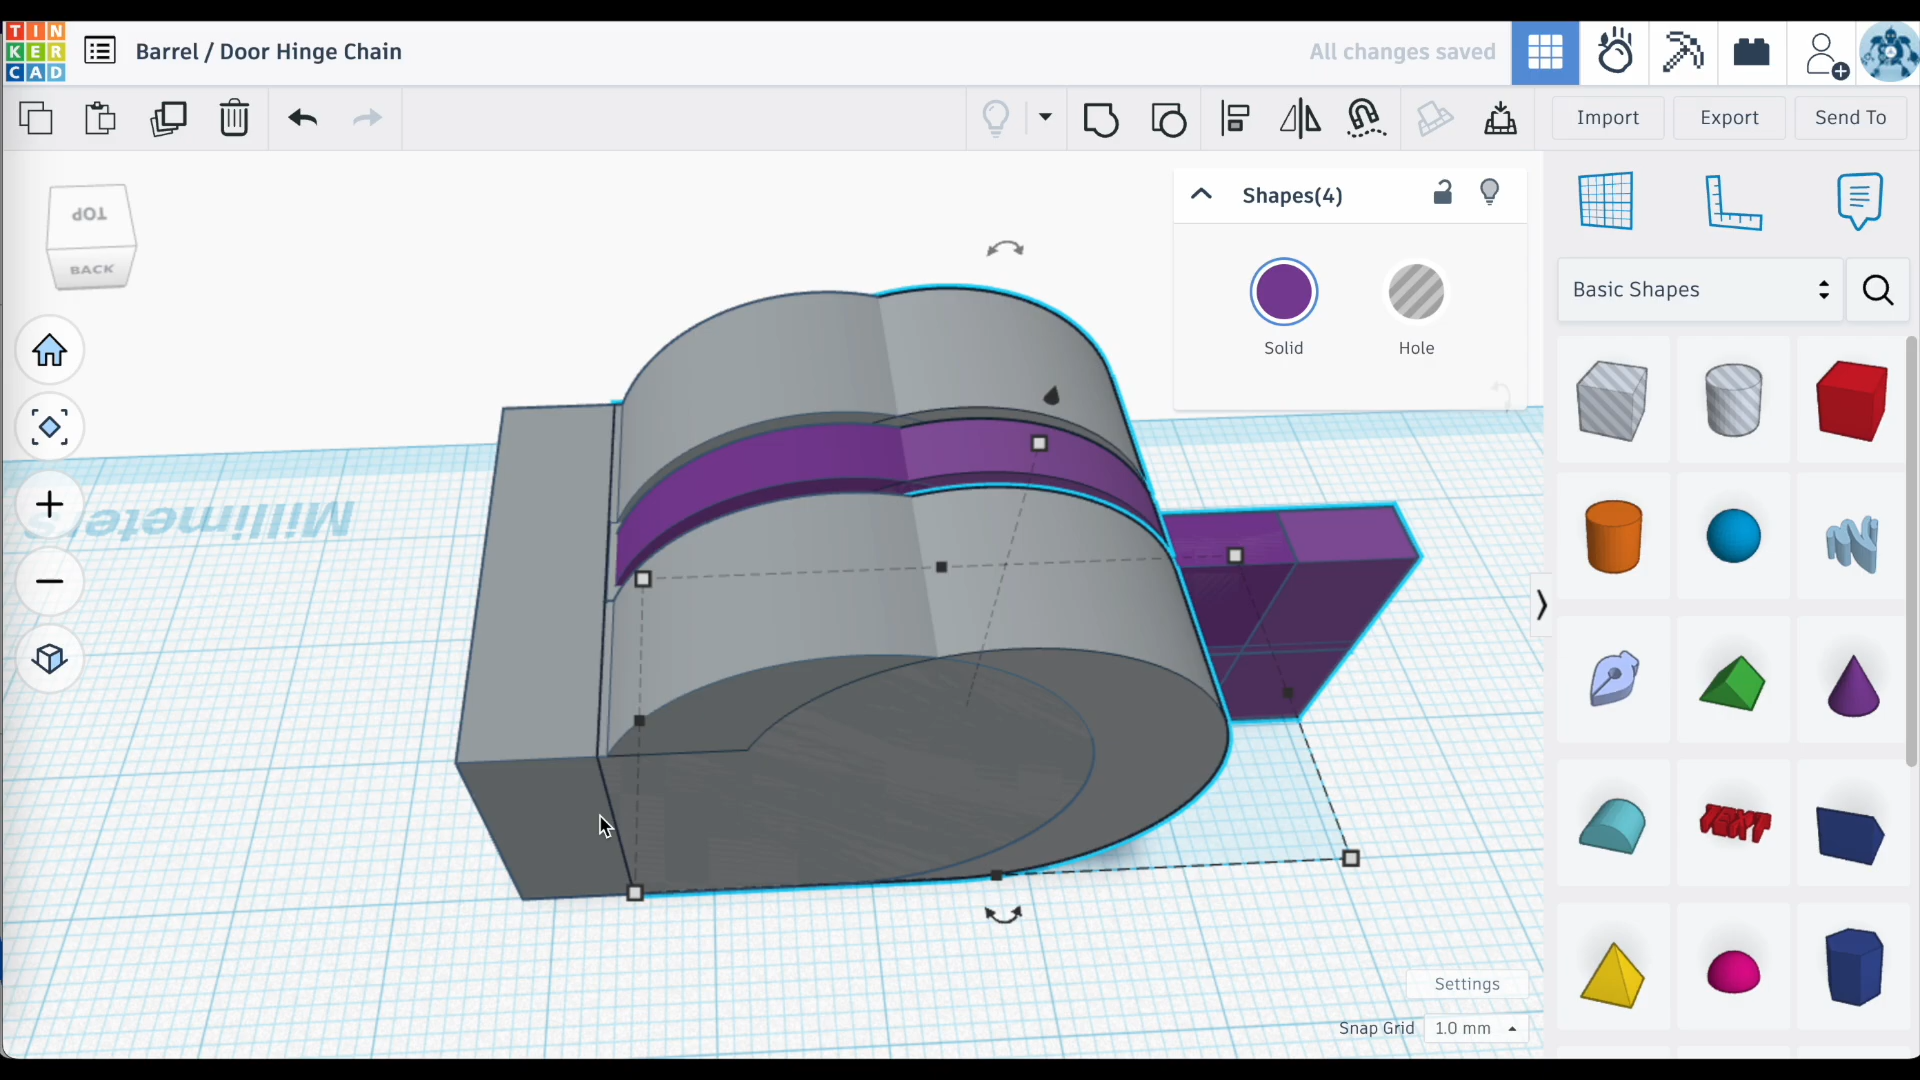 TIN
KER
CAD
Barrel / Door Hinge Chain
All changes saved
Import
Export
Send To
TOP
BACK
Shapes(4)
Solid
Hole
Basic Shapes
Millimeters
TEXT
Settings
Snap Grid
1.0 mm